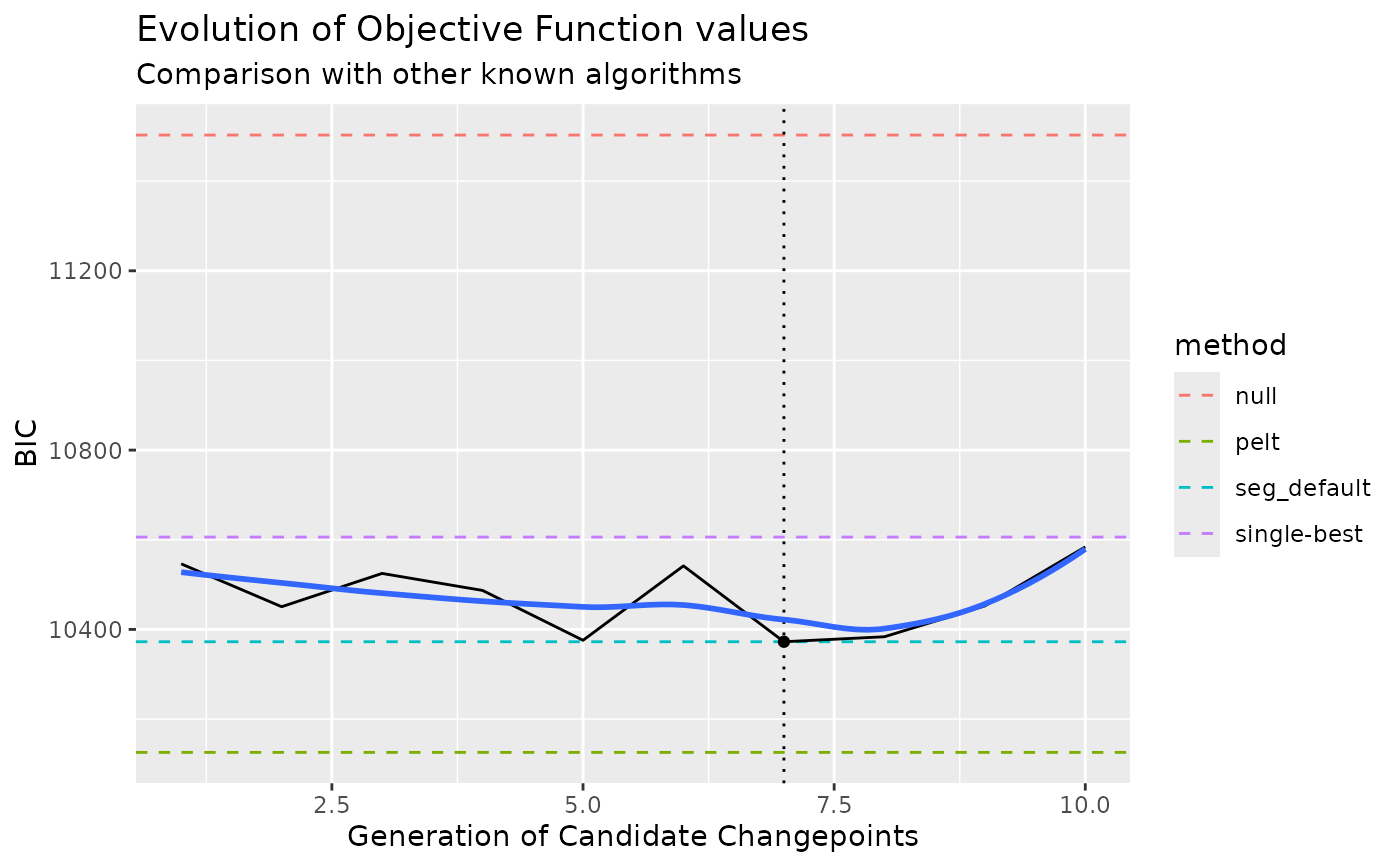 Evolution of Objective Function values
Comparison with other known algorithms
BIC
11200
10800
10400
2.5
5.0
7.5
10.0
Generation of Candidate Changepoints
method
null
pelt
seg_default
single-best